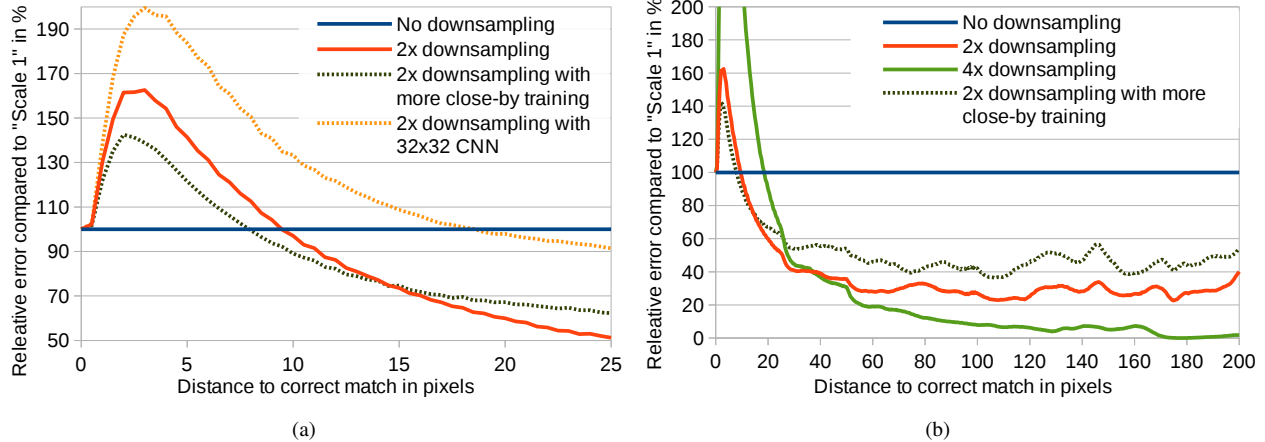 Releative error compared to "Scale 1" in %
190
170
150
130
110
90
70
50
0
5
10
15
20
25
Distance to correct match in pixels
No downsampling
2x downsampling
2x downsampling with
more close-by training
2x downsampling with
32x32 CNN
(a)
Releative error compared to "Scale 1" in %
200
180
160
140
120
100
80
60
40
20
0
0
20
40
60
80
100
120
140
160
180
200
Distance to correct match in pixels
No downsampling
2x downsampling
4x downsampling
2x downsampling with more
close-by training
(b)